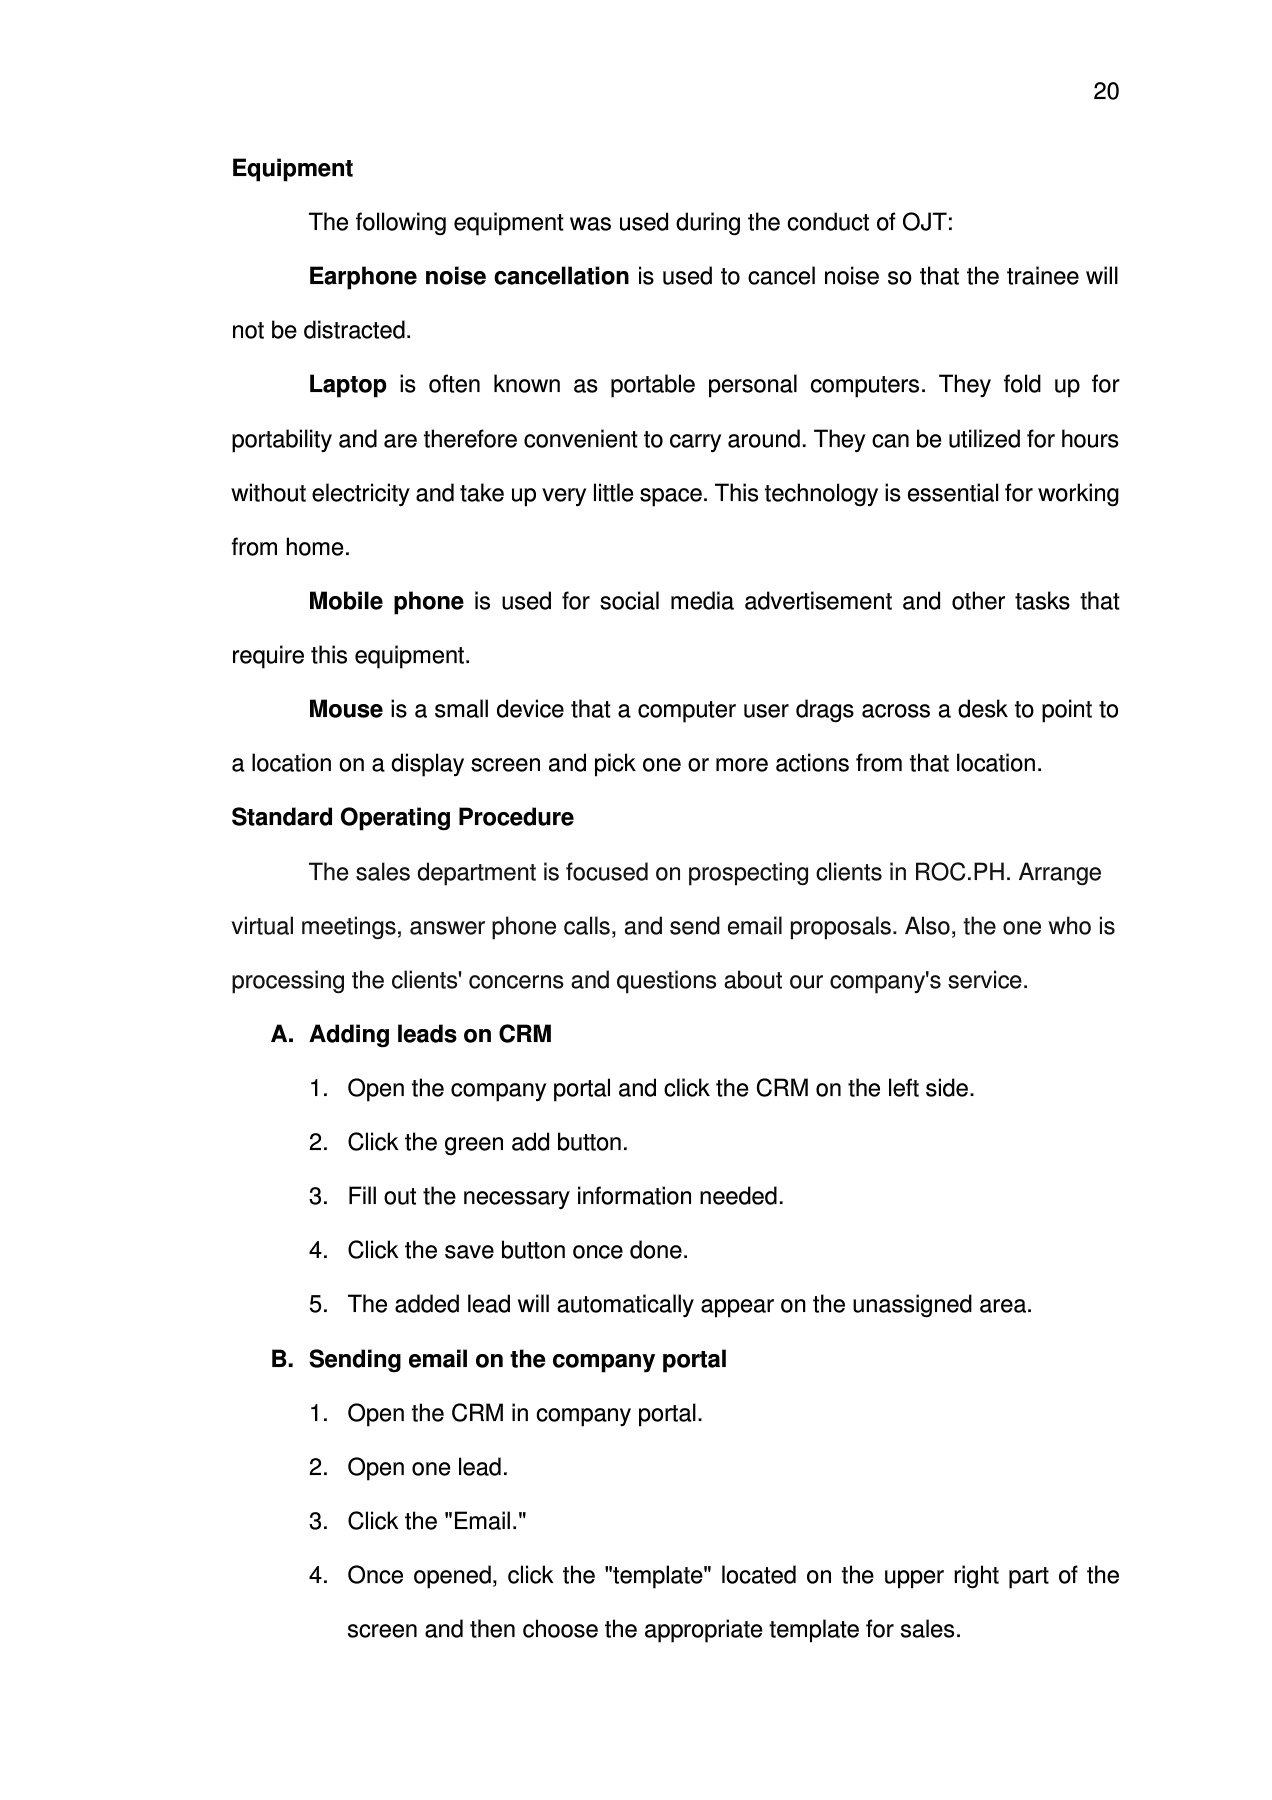 20
Equipment
The following equipment was used during the conduct of OJT:
Earphone noise cancellation is used to cancel noise so that the trainee will
not be distracted.
Laptop is often known as portable personal computers. They fold up for
portability and are therefore convenient to carry around. They can be utilized for hours
without electricity and take up very little space. This technology is essential for working
from home.
Mobile phone is used for social media advertisement and other tasks that
require this equipment.
Mouse is a small device that a computer user drags across a desk to point to
a location on a display screen and pick one or more actions from that location.
Standard Operating Procedure
The sales department is focused on prospecting clients in ROC.PH. Arrange
virtual meetings, answer phone calls, and send email proposals. Also, the one who is
processing the clients' concerns and questions about our company's service.
A. Adding leads on CRM
1. Open the company portal and click the CRM on the left side.
2. Click the green add button.
3. Fill out the necessary information needed.
4. Click the save button once done.
5. The added lead will automatically appear on the unassigned area.
B. Sending email on the company portal
1. Open the CRM in company portal.
2. Open one lead.
3. Click the "Email."
4. Once opened, click the "template" located on the upper right part of the
screen and then choose the appropriate template for sales.